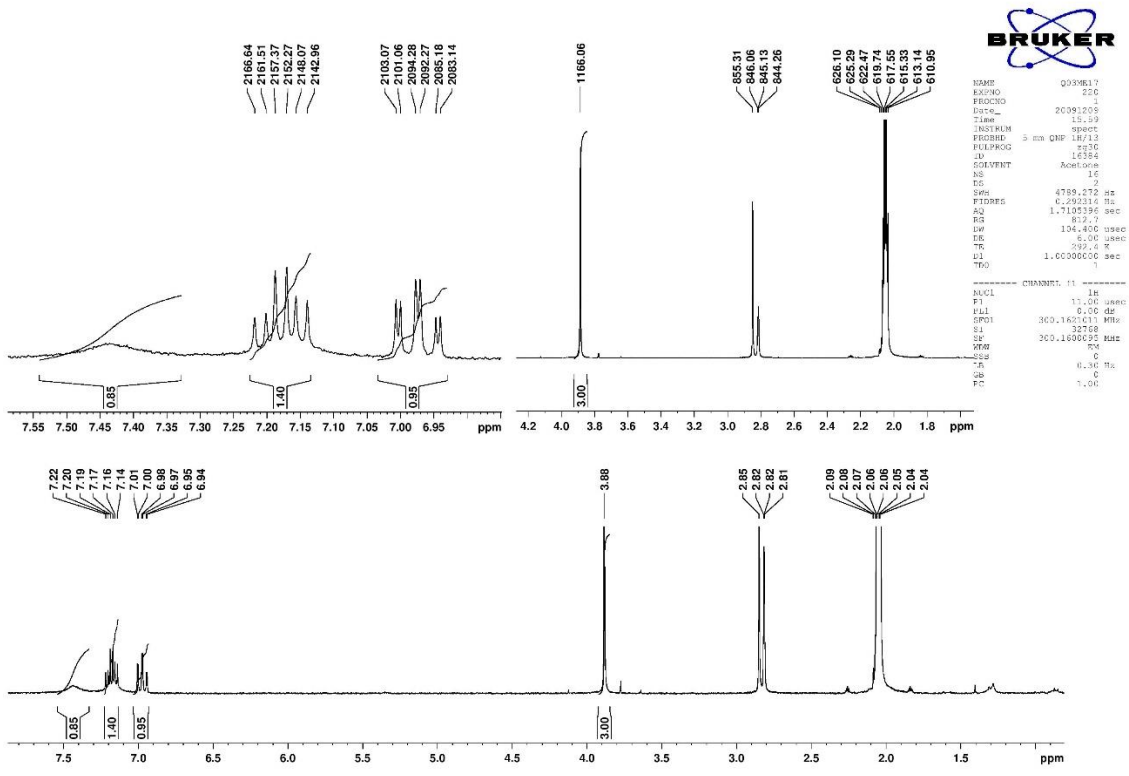 2166.64
2161.51
2157.37
2152.27
2148.07
2142.96
2103.07
2101.06
2094.28
2092.27
2085.18
2083.14
1166.06
855.31
846.06
845.13
844.26
626.10
625.29
622.47
619.74
617.55
615.33
613.14
610.95
BRUKER
NAME Q03ME17
EXPNO 220
PROCNO 1
Date_ 20091209
Time 15.59
INSTRUM spect
PROBHD 5 mm QNP 1H/13
PULPROG zg30
TD 16384
SOLVENT Acetone
NS 16
DS 2
SWH 4789.272 Hz
FIDRES 0.292314 Hz
AQ 1.7105396 sec
RG 812.7
DW 104.400 usec
DE 6.00 usec
TE 292.4 K
D1 1.00000000 sec
TD0 1
======== CHANNEL f1 ========
NUC1 1H
P1 11.00 usec
PL1 0.00 dB
SFO1 300.1621011 MHz
SI 32768
SF 300.1600095 MHz
WDW EM
SSB 0
LB 0.30 Hz
GB 0
PC 1.00
0.85
1.40
0.95
7.55 7.50 7.45 7.40 7.35 7.30 7.25 7.20 7.15 7.10 7.05 7.00 6.95 ppm
3.00
4.2 4.0 3.8 3.6 3.4 3.2 3.0 2.8 2.6 2.4 2.2 2.0 1.8 ppm
7.22
7.20
7.19
7.17
7.16
7.14
7.01
7.00
6.98
6.97
6.95
6.94
3.88
2.85
2.82
2.82
2.81
2.09
2.08
2.07
2.06
2.06
2.05
2.04
2.04
0.85
1.40
0.95
3.00
7.5 7.0 6.5 6.0 5.5 5.0 4.5 4.0 3.5 3.0 2.5 2.0 1.5 ppm